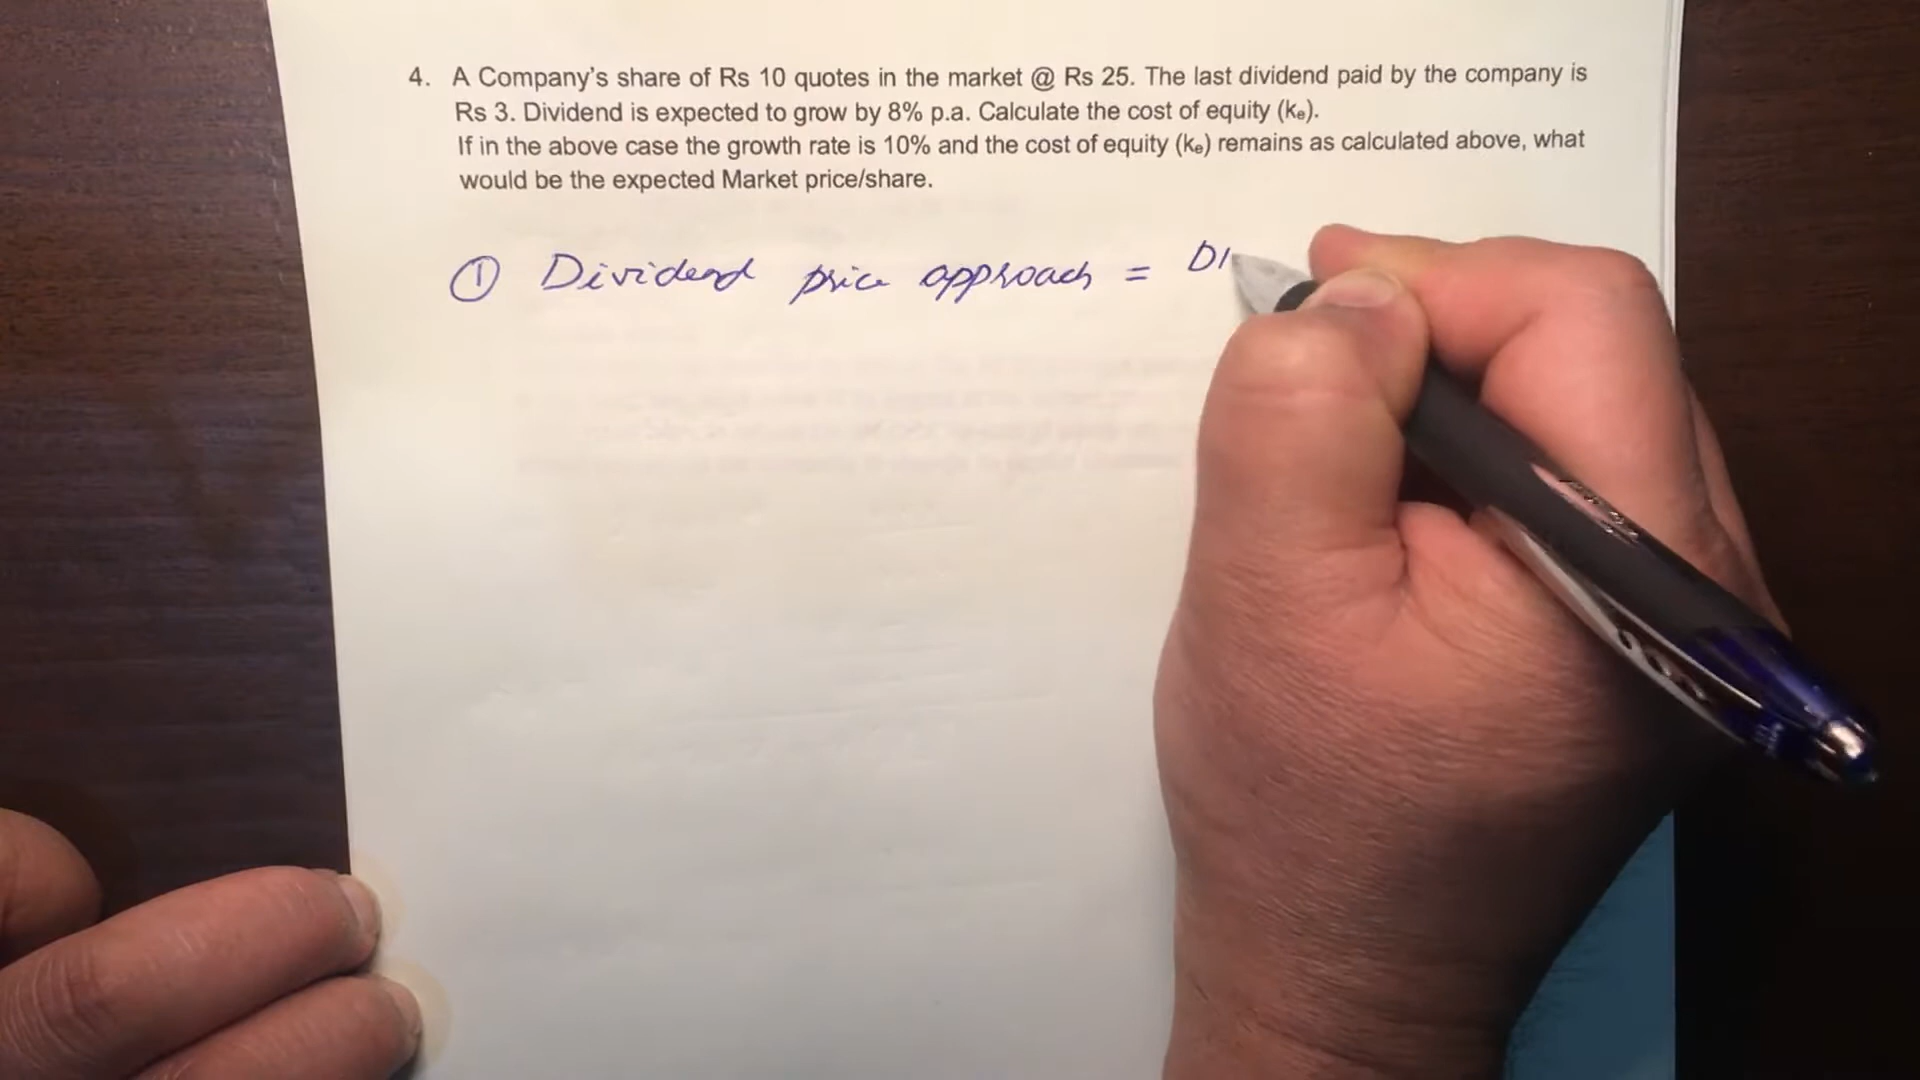 4. A Company's share of Rs 10 quotes in the market @ Rs 25. The last dividend paid by the company is
Rs 3. Dividend is expected to grow by 8% p.a. Calculate the cost of equity (kₑ).
If in the above case the growth rate is 10% and the cost of equity (kₑ) remains as calculated above, what
would be the expected Market price/share.
① Dividend price approach = DI